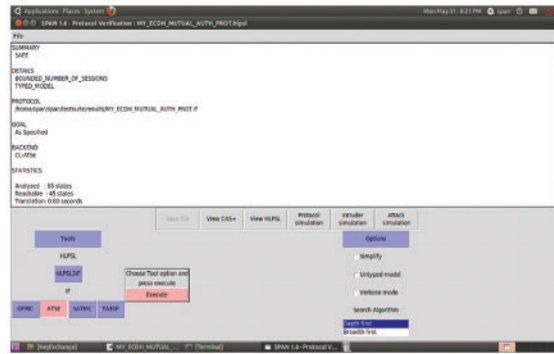 Applications Places System
Mon May 31, 8:21 PM span
SPAN 1.6 - Protocol Verification : MY_ECDH_MUTUAL_AUTH_PROT.hlpsl
File
SUMMARY
SAFE
DETAILS
BOUNDED_NUMBER_OF_SESSIONS
TYPED_MODEL
PROTOCOL
/home/span/span/testsuite/results/MY_ECDH_MUTUAL_AUTH_PROT.if
GOAL
As Specified
BACKEND
CL-AtSe
STATISTICS
Analysed : 65 states
Reachable : 45 states
Translation: 0.60 seconds
Save file
View CAS+
View HLPSL
Protocol simulation
Intruder simulation
Attack simulation
Tools
Options
HLPSL
Simplify
HLPSL2IF
Choose Tool option and
press execute
Untyped model
IF
Execute
Verbose mode
OFMC
ATSE
SATMC
TA4SP
Search Algorithm
Depth first
Breadth first
[KeyExchange]
MY_ECDH_MUTUAL_...
[Terminal]
SPAN 1.6 - Protocol V...